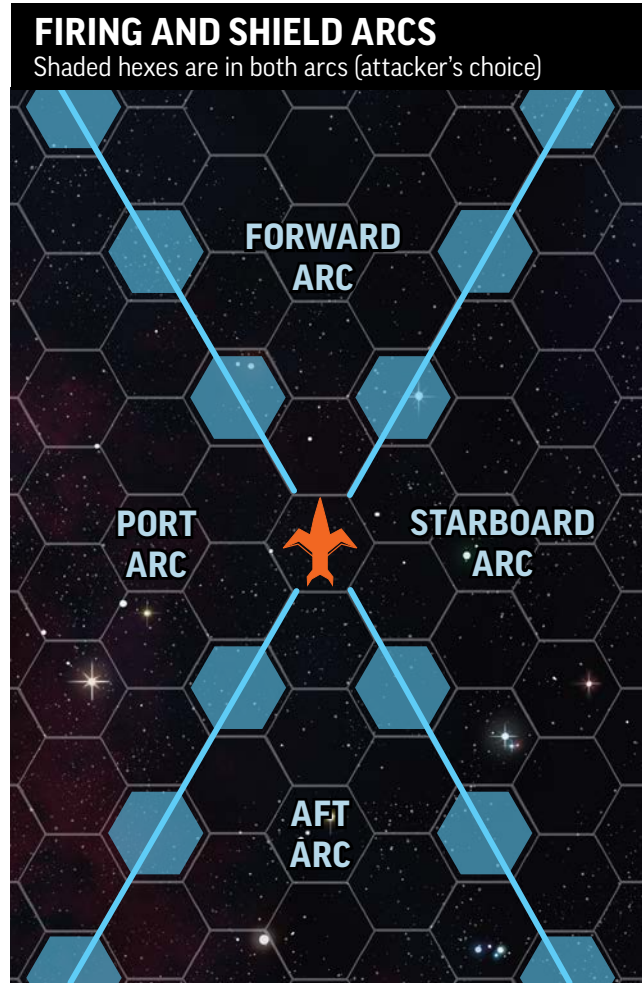 FIRING AND SHIELD ARCS
Shaded hexes are in both arcs (attacker's choice)
FORWARD
ARC
PORT
ARC
STARBOARD
ARC
AFT
ARC